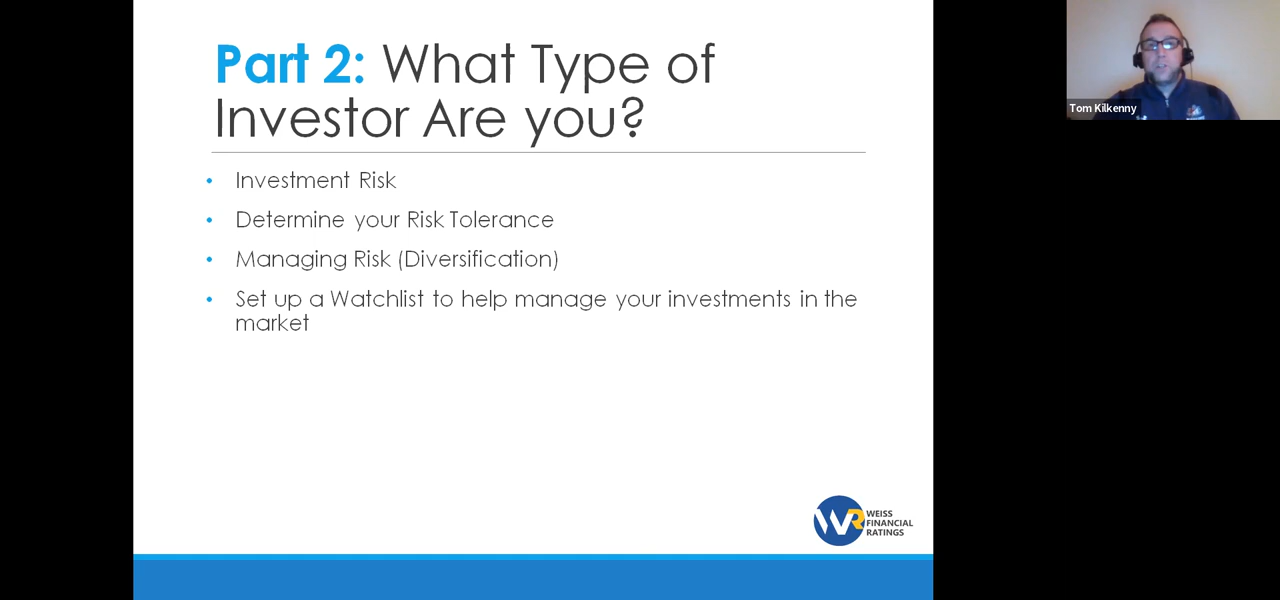 Part 2: What Type of
Investor Are you?
• Investment Risk
• Determine your Risk Tolerance
• Managing Risk (Diversification)
• Set up a Watchlist to help manage your investments in the
market
WR WEISS
FINANCIAL
RATINGS
Tom Kilkenny